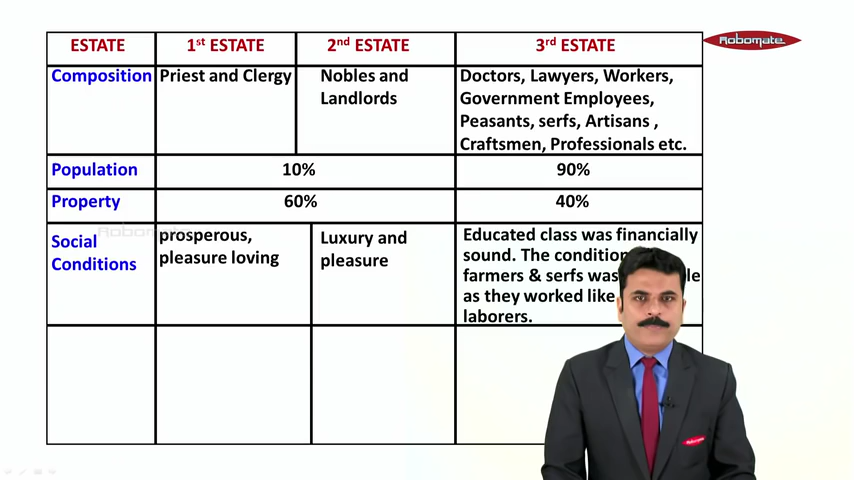 ESTATE 1st ESTATE 2nd ESTATE 3rd ESTATE
Robomate
Composition Priest and Clergy
Nobles and
Landlords
Doctors, Lawyers, Workers,
Government Employees,
Peasants, serfs, Artisans ,
Craftsmen, Professionals etc.
Population 10% 90%
Property 60% 40%
Robomate
Social
Conditions
prosperous,
pleasure loving
Luxury and
pleasure
Educated class was financially
sound. The condition
farmers & serfs was
as they worked like
laborers.
Robomate